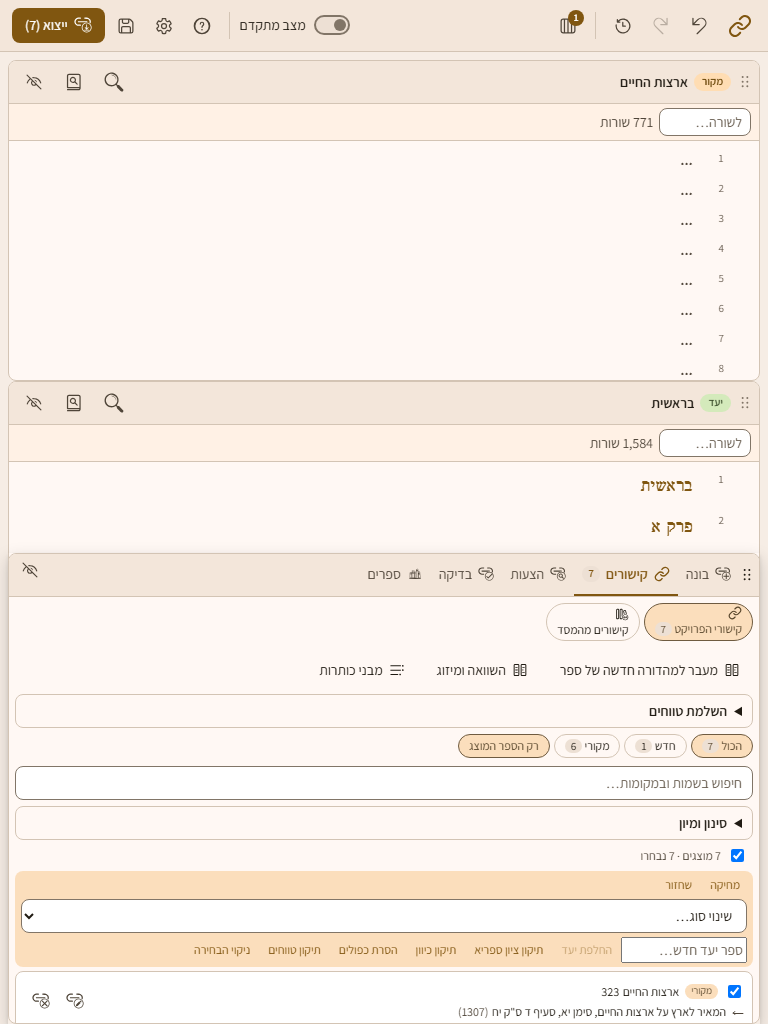 1 מצב מתקדם ייצוא (7)
מקור ארצות החיים
לשורה... 771 שורות
1 ...
2 ...
3 ...
4 ...
5 ...
6 ...
7 ...
8 ...
יעד בראשית
לשורה... 1,584 שורות
1 בראשית
2 פרק א
בונה קישורים 7 הצעות בדיקה ספרים
קישורי הפרויקט 7 קישורים מהמסד
מעבר למהדורה חדשה של ספר השוואה ומיזוג מבני כותרות
השלמת טווחים
הכול 7 חדש 1 מקורי 6 רק הספר המוצג
חיפוש בשמות ובמקומות...
סינון ומיון
7 מוצגים · 7 נבחרו
מחיקה שחזור
שינוי סוג...
ספר יעד חדש... החלפת יעד תיקון ציון ספריא תיקון כיוון הסרת כפולים תיקון טווחים ניקוי הבחירה
מקורי ארצות החיים 323
← המאיר לארץ על ארצות החיים, סימן יא, סעיף ד ס"ק יח (1307)